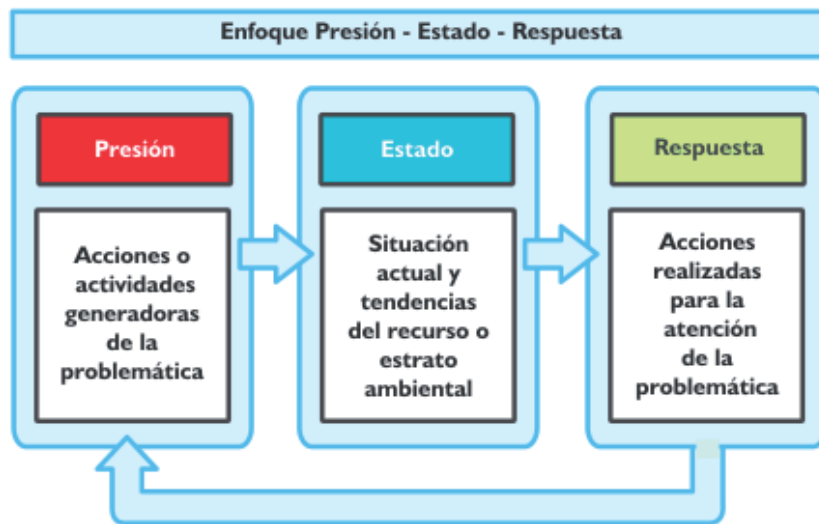 Enfoque Presión - Estado - Respuesta
Presión
Acciones o
actividades
generadoras
de la
problemática
Estado
Situación
actual y
tendencias
del recurso o
estrato
ambiental
Respuesta
Acciones
realizadas
para la
atención
de la
problemática